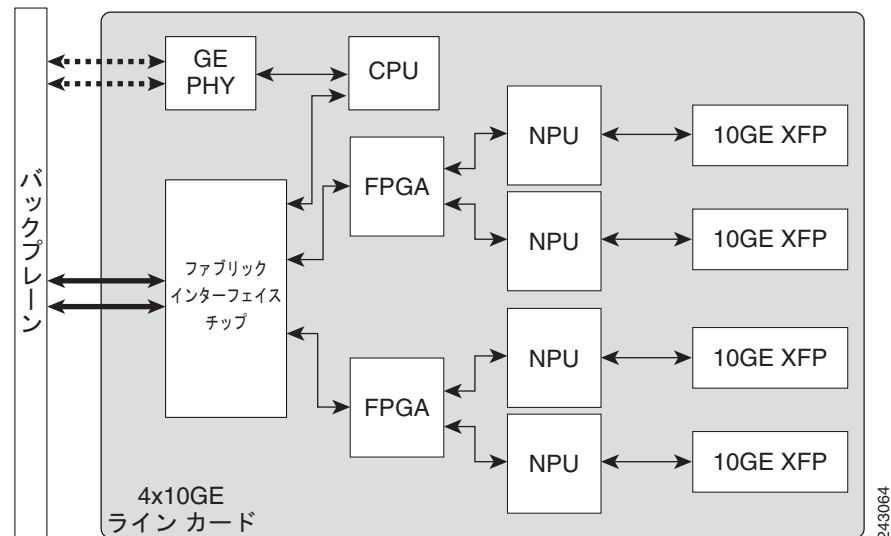 GE
PHY
CPU
NPU
10GE XFP
FPGA
NPU
10GE XFP
バックプレーン
ファブリック
インターフェイス
チップ
NPU
10GE XFP
FPGA
NPU
10GE XFP
4x10GE
ライン カード
243064